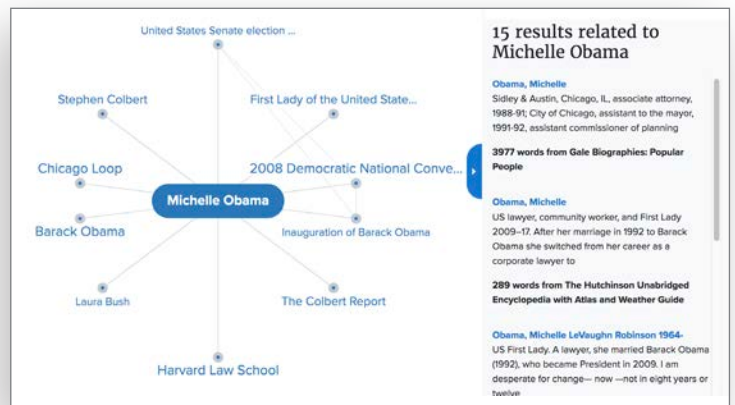 United States Senate election ...
Stephen Colbert
First Lady of the United State...
Chicago Loop
2008 Democratic National Conve...
Michelle Obama
Barack Obama
Inauguration of Barack Obama
Laura Bush
The Colbert Report
Harvard Law School
15 results related to
Michelle Obama
Obama, Michelle
Sidley & Austin, Chicago, IL, associate attorney,
1988-91; City of Chicago, assistant to the mayor,
1991-92, assistant commissioner of planning
3977 words from Gale Biographies: Popular
People
Obama, Michelle
US lawyer, community worker, and First Lady
2009–17. After her marriage in 1992 to Barack
Obama she switched from her career as a
corporate lawyer to
289 words from The Hutchinson Unabridged
Encyclopedia with Atlas and Weather Guide
Obama, Michelle LeVaughn Robinson 1964-
US First Lady. A lawyer, she married Barack Obama
(1992), who became President in 2009. I am
desperate for change— now —not in eight years or
twelve